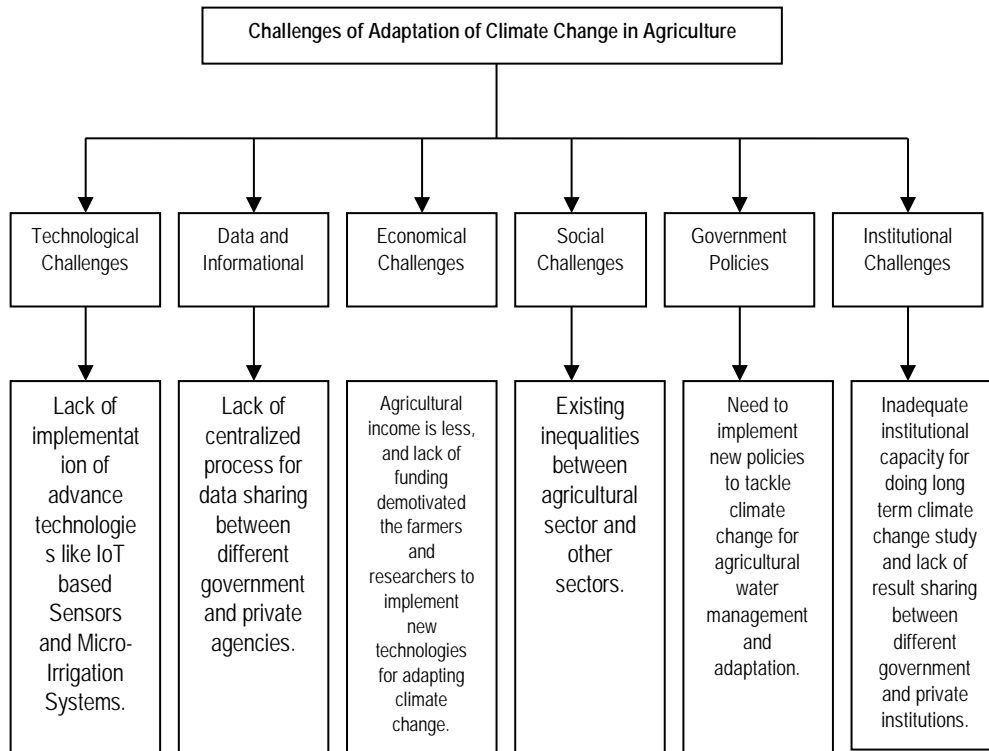 Challenges of Adaptation of Climate Change in Agriculture
Technological
Challenges
Data and
Informational
Economical
Challenges
Social
Challenges
Government
Policies
Institutional
Challenges
Lack of
implementat
ion of
advance
technologie
s like IoT
based
Sensors
and Micro-
Irrigation
Systems.
Lack of
centralized
process for
data sharing
between
different
government
and private
agencies.
Agricultural
income is less,
and lack of
funding
demotivated
the farmers
and
researchers to
implement
new
technologies
for adapting
climate
change.
Existing
inequalities
between
agricultural
sector and
other
sectors.
Need to
implement
new policies
to tackle
climate
change for
agricultural
water
management
and
adaptation.
Inadequate
institutional
capacity for
doing long
term climate
change study
and lack of
result sharing
between
different
government
and private
institutions.